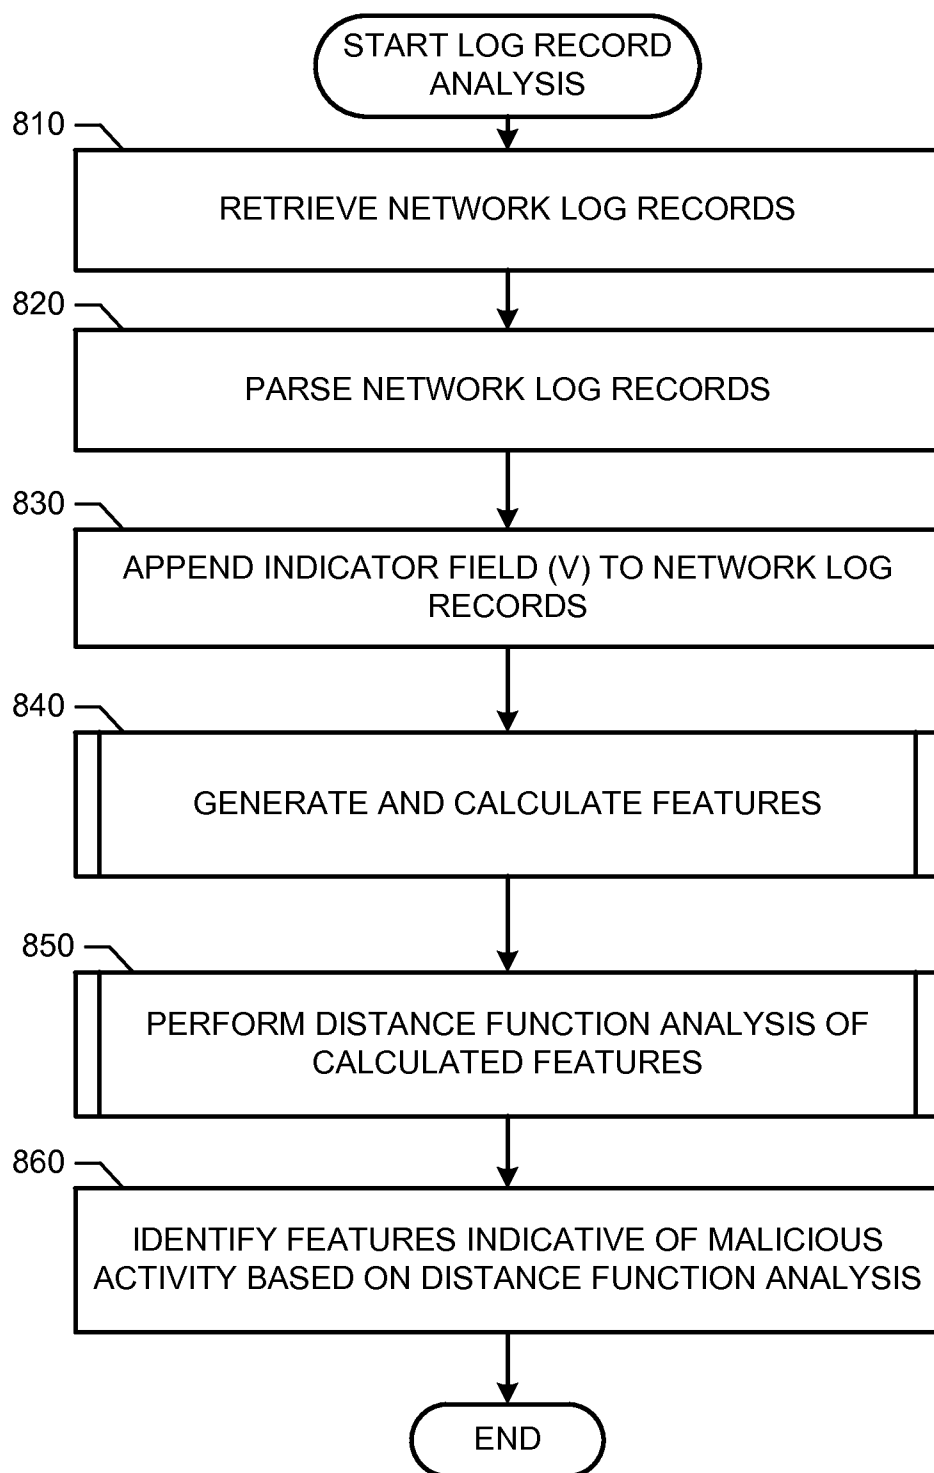 START LOG RECORD
ANALYSIS
810
RETRIEVE NETWORK LOG RECORDS
820
PARSE NETWORK LOG RECORDS
830
APPEND INDICATOR FIELD (V) TO NETWORK LOG
RECORDS
840
GENERATE AND CALCULATE FEATURES
850
PERFORM DISTANCE FUNCTION ANALYSIS OF
CALCULATED FEATURES
860
IDENTIFY FEATURES INDICATIVE OF MALICIOUS
ACTIVITY BASED ON DISTANCE FUNCTION ANALYSIS
END